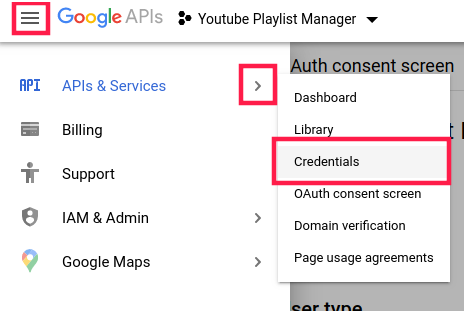 Google APIs Youtube Playlist Manager
Auth consent screen
API APIs & Services
Dashboard
Billing
Library
Credentials
Support
OAuth consent screen
IAM & Admin
Domain verification
Google Maps
Page usage agreements
ser type